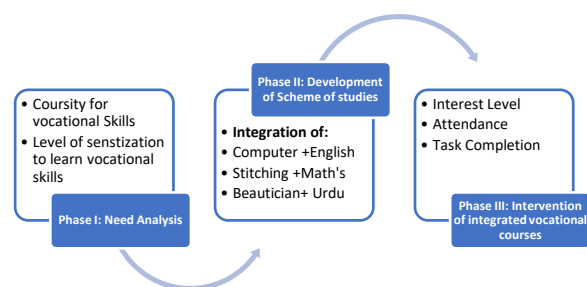 • Coursity for
vocational Skills
• Level of senstization
to learn vocational
skills
Phase I: Need Analysis
Phase II: Development
of Scheme of studies
• Integration of:
• Computer +English
• Stitching +Math's
• Beautician+ Urdu
• Interest Level
• Attendance
• Task Completion
Phase III: Intervention
of integrated vocational
courses